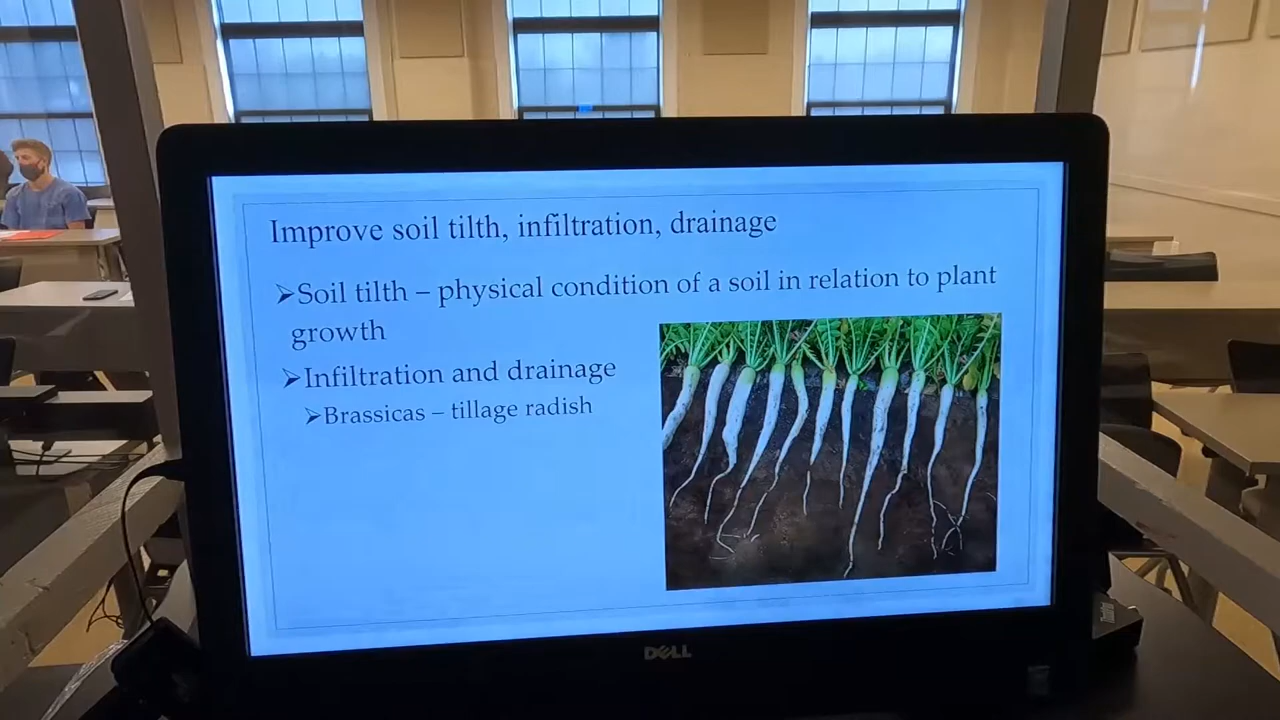 Improve soil tilth, infiltration, drainage
➢Soil tilth – physical condition of a soil in relation to plant
growth
➢Infiltration and drainage
➢Brassicas – tillage radish
DELL